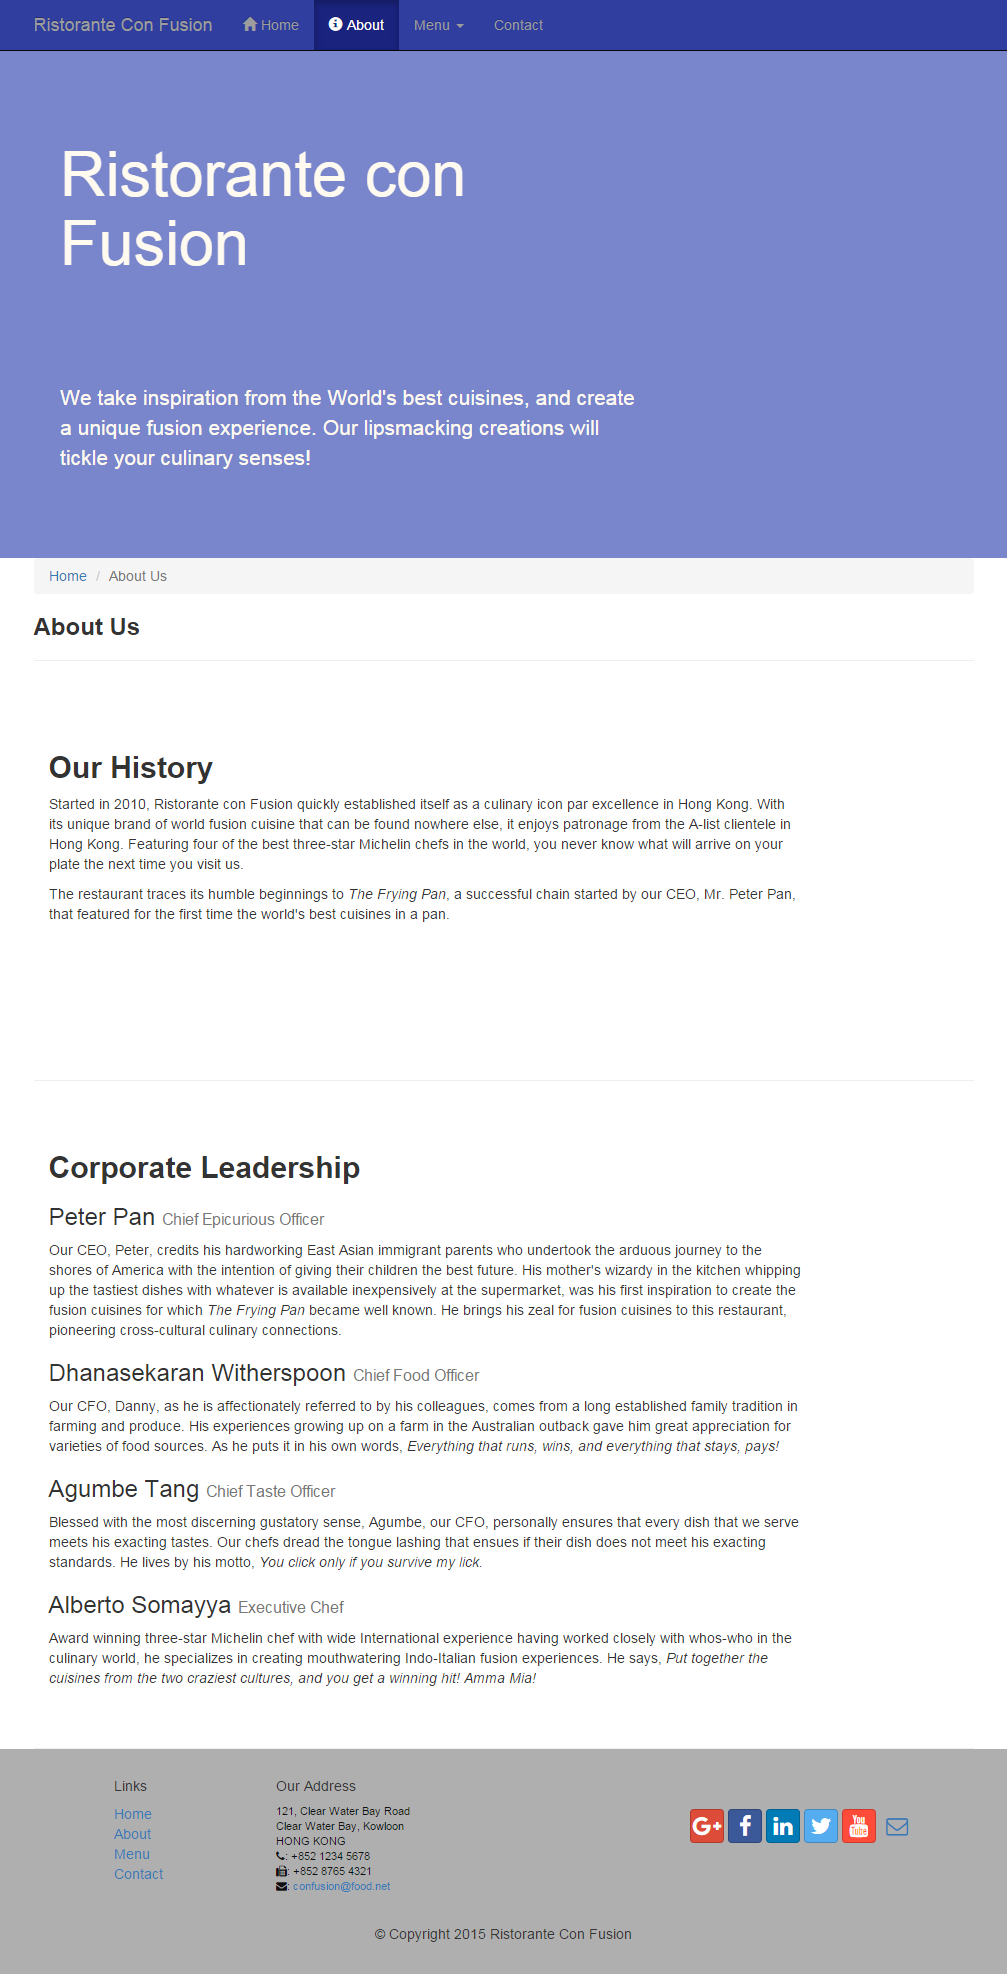 Ristorante Con Fusion Home About Menu Contact
Ristorante con
Fusion
We take inspiration from the World's best cuisines, and create
a unique fusion experience. Our lipsmacking creations will
tickle your culinary senses!
Home / About Us
About Us
Our History
Started in 2010, Ristorante con Fusion quickly established itself as a culinary icon par excellence in Hong Kong. With
its unique brand of world fusion cuisine that can be found nowhere else, it enjoys patronage from the A-list clientele in
Hong Kong. Featuring four of the best three-star Michelin chefs in the world, you never know what will arrive on your
plate the next time you visit us.
The restaurant traces its humble beginnings to The Frying Pan, a successful chain started by our CEO, Mr. Peter Pan,
that featured for the first time the world's best cuisines in a pan.
Corporate Leadership
Peter Pan Chief Epicurious Officer
Our CEO, Peter, credits his hardworking East Asian immigrant parents who undertook the arduous journey to the
shores of America with the intention of giving their children the best future. His mother's wizardy in the kitchen whipping
up the tastiest dishes with whatever is available inexpensively at the supermarket, was his first inspiration to create the
fusion cuisines for which The Frying Pan became well known. He brings his zeal for fusion cuisines to this restaurant,
pioneering cross-cultural culinary connections.
Dhanasekaran Witherspoon Chief Food Officer
Our CFO, Danny, as he is affectionately referred to by his colleagues, comes from a long established family tradition in
farming and produce. His experiences growing up on a farm in the Australian outback gave him great appreciation for
varieties of food sources. As he puts it in his own words, Everything that runs, wins, and everything that stays, pays!
Agumbe Tang Chief Taste Officer
Blessed with the most discerning gustatory sense, Agumbe, our CFO, personally ensures that every dish that we serve
meets his exacting tastes. Our chefs dread the tongue lashing that ensues if their dish does not meet his exacting
standards. He lives by his motto, You click only if you survive my lick.
Alberto Somayya Executive Chef
Award winning three-star Michelin chef with wide International experience having worked closely with whos-who in the
culinary world, he specializes in creating mouthwatering Indo-Italian fusion experiences. He says, Put together the
cuisines from the two craziest cultures, and you get a winning hit! Amma Mia!
Links
Home
About
Menu
Contact
Our Address
121, Clear Water Bay Road
Clear Water Bay, Kowloon
HONG KONG
: +852 1234 5678
: +852 8765 4321
: confusion@food.net
G+ f in You Tube
© Copyright 2015 Ristorante Con Fusion